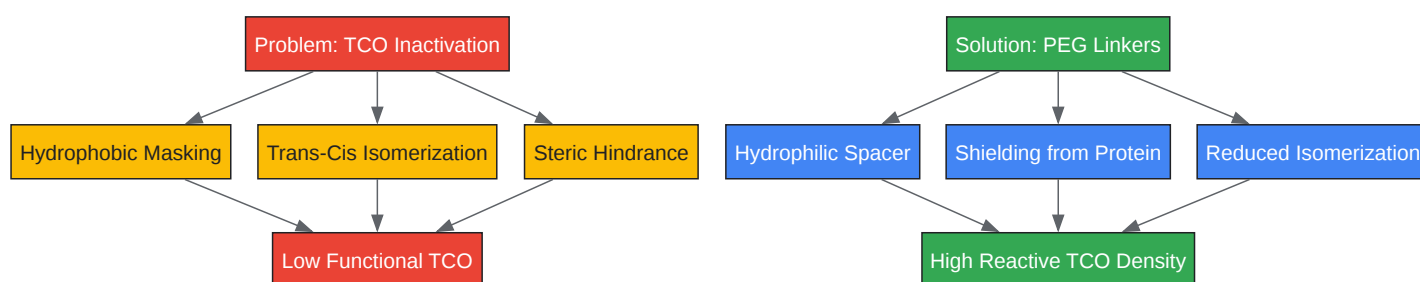 Problem: TCO Inactivation
Solution: PEG Linkers
Hydrophobic Masking
Trans-Cis Isomerization
Steric Hindrance
Hydrophilic Spacer
Shielding from Protein
Reduced Isomerization
Low Functional TCO
High Reactive TCO Density